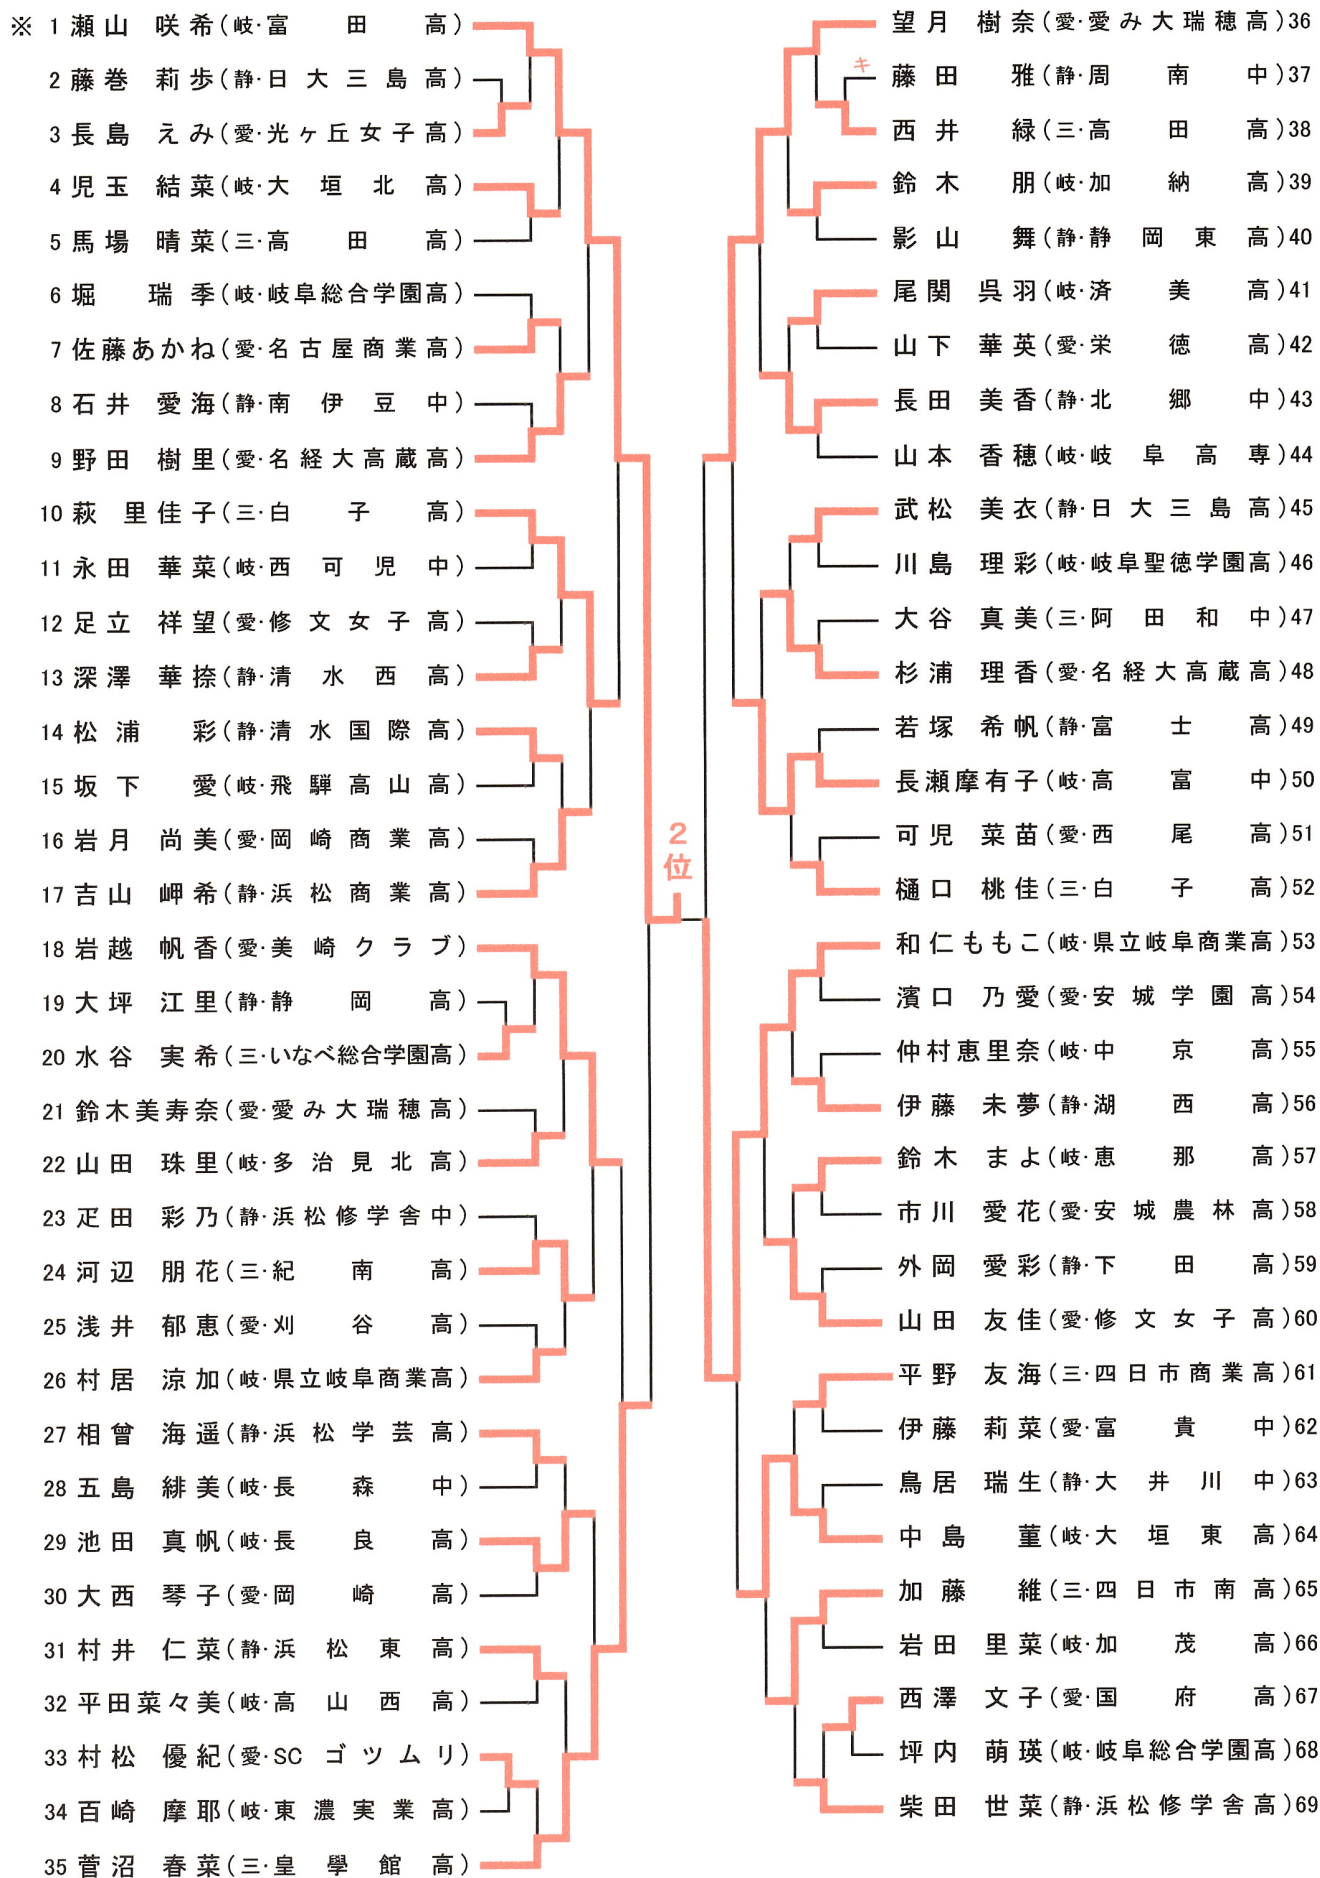 ※ 1 瀬山 咲希(岐·富田高)
2 藤巻 莉歩(静·日大三島高)
3 長島 えみ(愛·光ヶ丘女子高)
4 児玉 結菜(岐·大垣北高)
5 馬場 晴菜(三·高田高)
6 堀 瑞季(岐·岐阜総合学園高)
7 佐藤あかね(愛·名古屋商業高)
8 石井 愛海(静·南伊豆中)
9 野田 樹里(愛·名経大高蔵高)
10 萩 里佳子(三·白子高)
11 永田 華菜(岐·西可児中)
12 足立 祥望(愛·修文女子高)
13 深澤 華捺(静·清水西高)
14 松浦 彩(静·清水国際高)
15 坂下 愛(岐·飛騨高山高)
16 岩月 尚美(愛·岡崎商業高)
17 吉山 岬希(静·浜松商業高)
18 岩越 帆香(愛·美崎クラブ)
19 大坪 江里(静·静岡高)
20 水谷 実希(三·いなべ総合学園高)
21 鈴木美寿奈(愛·愛み大瑞穂高)
22 山田 珠里(岐·多治見北高)
23 疋田 彩乃(静·浜松修学舎中)
24 河辺 朋花(三·紀南高)
25 浅井 郁恵(愛·刈谷高)
26 村居 涼加(岐·県立岐阜商業高)
27 相曾 海遥(静·浜松学芸高)
28 五島 緋美(岐·長森中)
29 池田 真帆(岐·長良高)
30 大西 琴子(愛·岡崎高)
31 村井 仁菜(静·浜松東高)
32 平田菜々美(岐·高山西高)
33 村松 優紀(愛·SC ゴツムリ)
34 百崎 摩耶(岐·東濃実業高)
35 菅沼 春菜(三·皇學館高)
2
位
望月 樹奈(愛·愛み大瑞穂高)36
キ
藤田 雅(静·周南中)37
西井 緑(三·高田高)38
鈴木 朋(岐·加納高)39
影山 舞(静·静岡東高)40
尾関 呉羽(岐·済美高)41
山下 華英(愛·栄徳高)42
長田 美香(静·北郷中)43
山本 香穂(岐·岐阜高専)44
武松 美衣(静·日大三島高)45
川島 理彩(岐·岐阜聖徳学園高)46
大谷 真美(三·阿田和中)47
杉浦 理香(愛·名経大高蔵高)48
若塚 希帆(静·富士高)49
長瀬摩有子(岐·高富中)50
可児 菜苗(愛·西尾高)51
樋口 桃佳(三·白子高)52
和仁ももこ(岐·県立岐阜商業高)53
濱口 乃愛(愛·安城学園高)54
仲村恵里奈(岐·中京高)55
伊藤 未夢(静·湖西高)56
鈴木 まよ(岐·恵那高)57
市川 愛花(愛·安城農林高)58
外岡 愛彩(静·下田高)59
山田 友佳(愛·修文女子高)60
平野 友海(三·四日市商業高)61
伊藤 莉菜(愛·富貴中)62
鳥居 瑞生(静·大井川中)63
中島 菫(岐·大垣東高)64
加藤 維(三·四日市南高)65
岩田 里菜(岐·加茂高)66
西澤 文子(愛·国府高)67
坪内 萌瑛(岐·岐阜総合学園高)68
柴田 世菜(静·浜松修学舎高)69